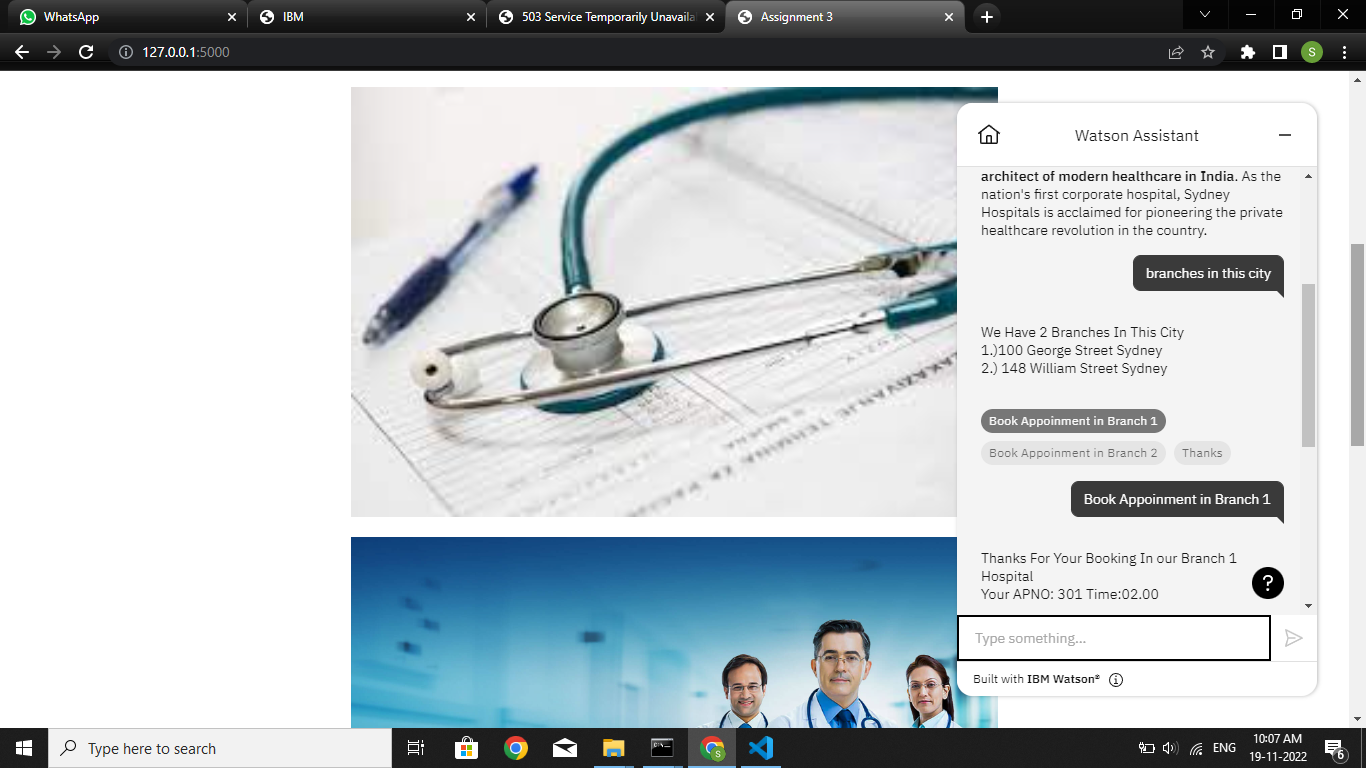 WhatsApp
IBM
503 Service Temporarily Unavaila
Assignment 3
127.0.0.1:5000
S
Watson Assistant
architect of modern healthcare in India. As the
nation's first corporate hospital, Sydney
Hospitals is acclaimed for pioneering the private
healthcare revolution in the country.
branches in this city
We Have 2 Branches In This City
1.)100 George Street Sydney
2.) 148 William Street Sydney
Book Appoinment in Branch 1
Book Appoinment in Branch 2
Thanks
Book Appoinment in Branch 1
Thanks For Your Booking In our Branch 1
Hospital
Your APNO: 301 Time:02.00
?
Type something...
Built with IBM Watson®
ZAKAZIVANJE TERMINA ZA
Type here to search
ENG
10:07 AM
19-11-2022
6